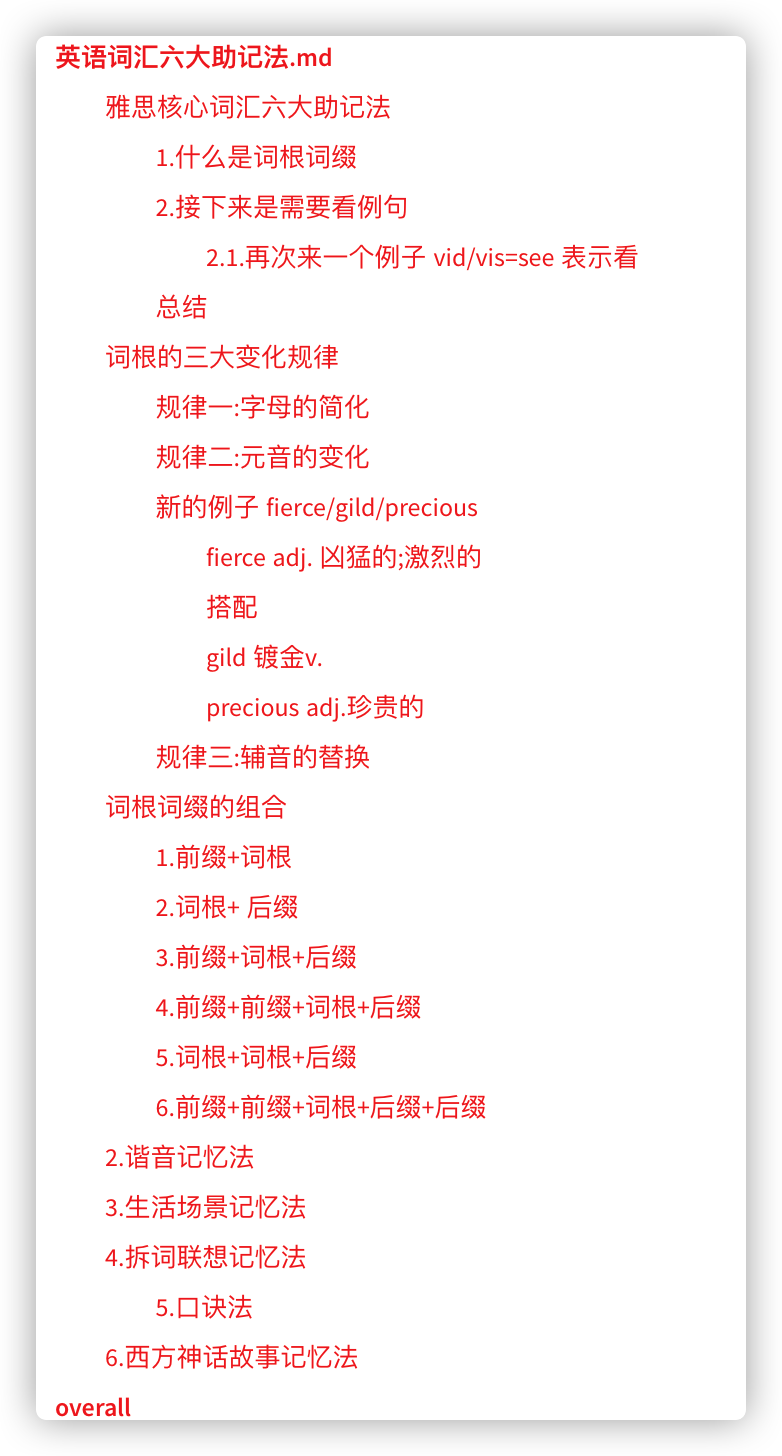 英语词汇六大助记法.md
雅思核心词汇六大助记法
1.什么是词根词缀
2.接下来是需要看例句
2.1.再次来一个例子 vid/vis=see 表示看
总结
词根的三大变化规律
规律一:字母的简化
规律二:元音的变化
新的例子 fierce/gild/precious
fierce adj. 凶猛的;激烈的
搭配
gild 镀金v.
precious adj.珍贵的
规律三:辅音的替换
词根词缀的组合
1.前缀+词根
2.词根+ 后缀
3.前缀+词根+后缀
4.前缀+前缀+词根+后缀
5.词根+词根+后缀
6.前缀+前缀+词根+后缀+后缀
2.谐音记忆法
3.生活场景记忆法
4.拆词联想记忆法
5.口诀法
6.西方神话故事记忆法
overall